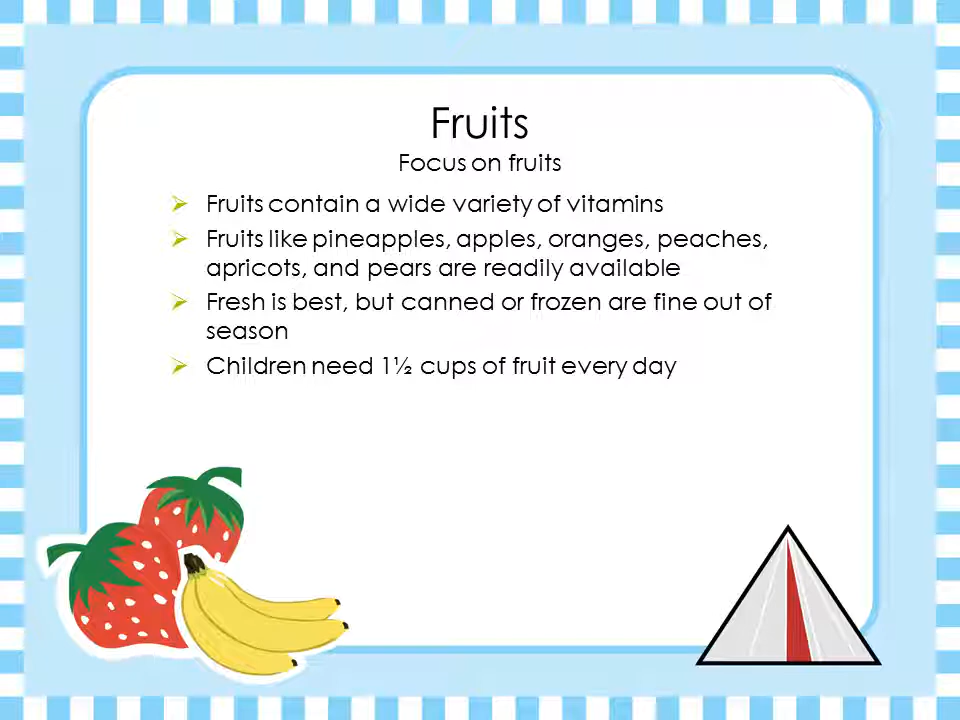 Fruits
Focus on fruits
Fruits contain a wide variety of vitamins
Fruits like pineapples, apples, oranges, peaches,
apricots, and pears are readily available
Fresh is best, but canned or frozen are fine out of
season
Children need 1½ cups of fruit every day